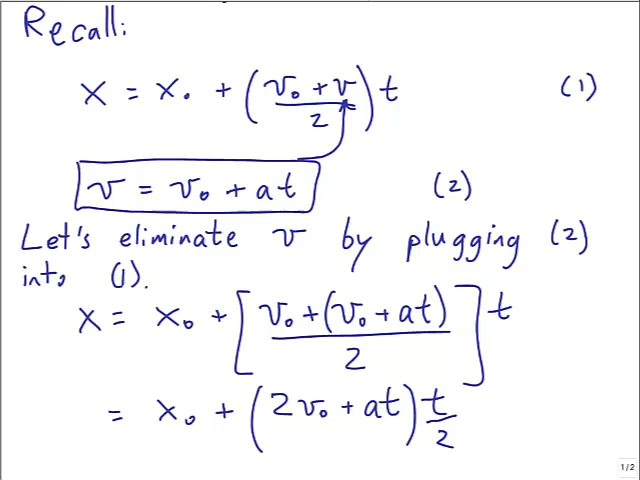 Recall:
x = x₀ + (v₀ + v / 2) t (1)
v = v₀ + at (2)
Let's eliminate v by plugging (2)
into (1).
x = x₀ + [v₀ + (v₀ + at) / 2] t
= x₀ + (2v₀ + at) t/2
1/2